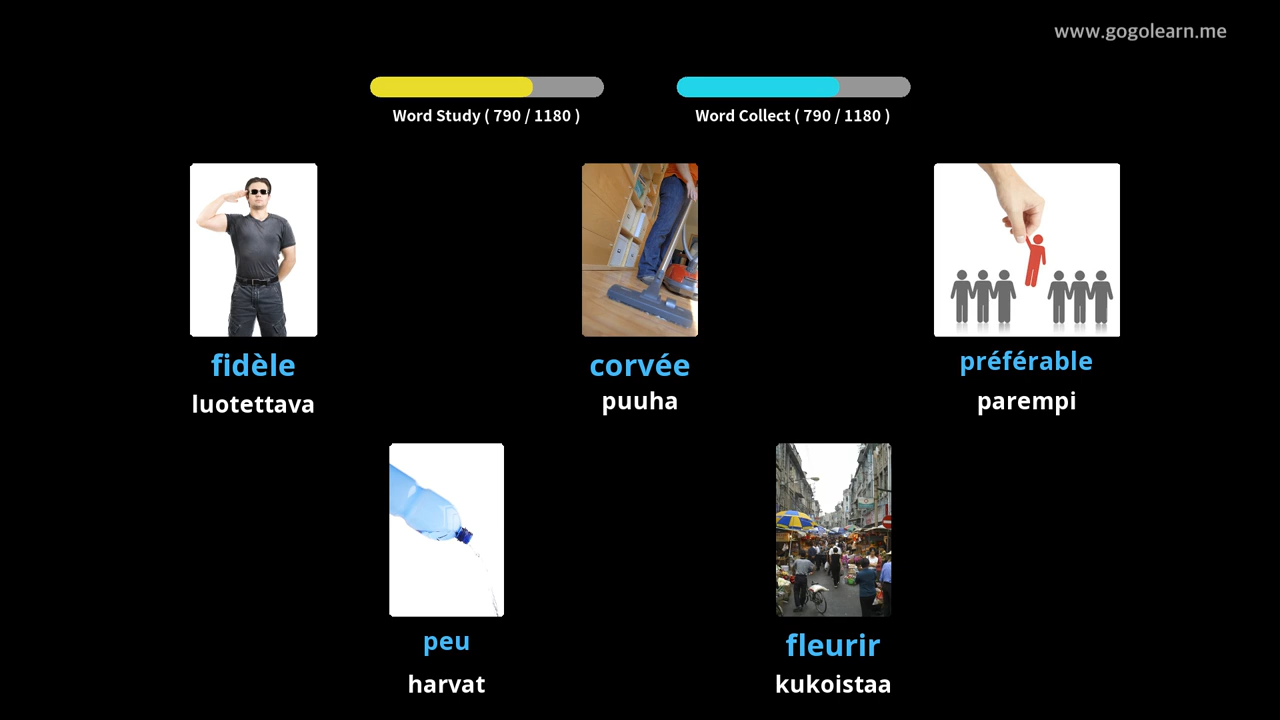 www.gogolearn.me
Word Study ( 790 / 1180 )
Word Collect ( 790 / 1180 )
fidèle
luotettava
corvée
puuha
préférable
parempi
peu
harvat
fleurir
kukoistaa